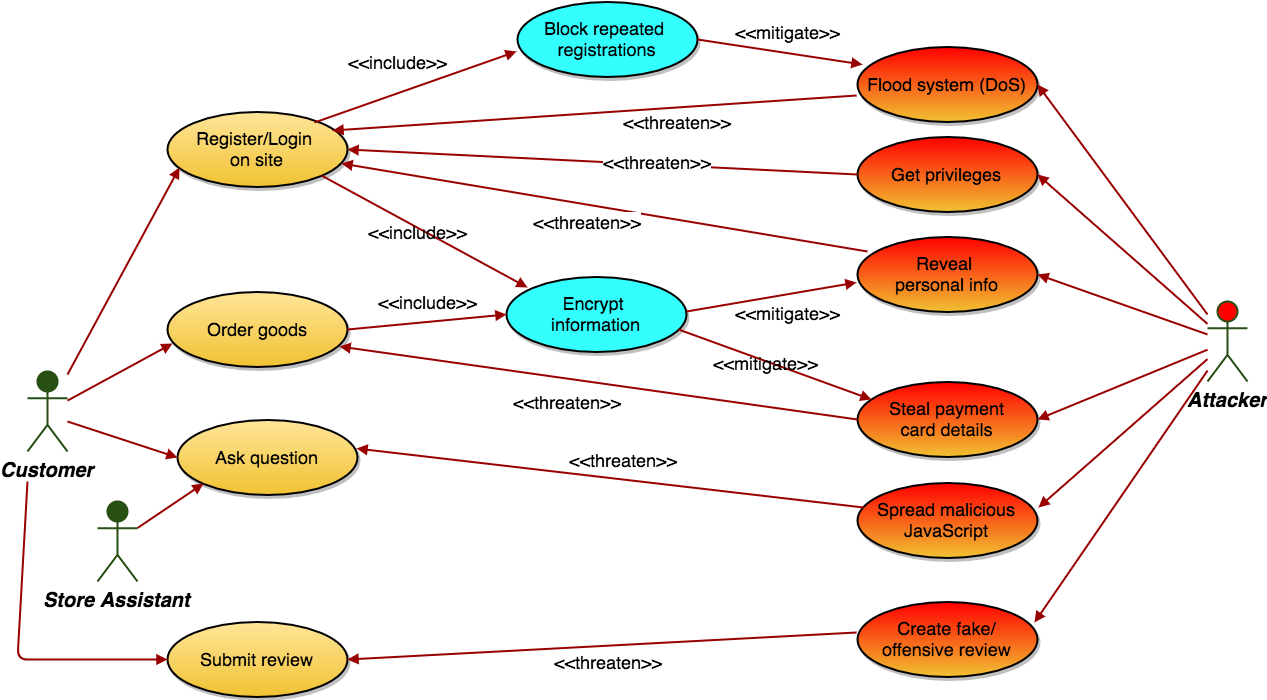 Block repeated
registrations
<<mitigate>>
<<include>>
Flood system (DoS)
<<threaten>>
Register/Login
on site
<<threaten>>
Get privileges
<<threaten>>
<<include>>
Reveal
personal info
<<include>>
Encrypt
information
<<mitigate>>
Order goods
<<mitigate>>
<<threaten>>
Steal payment
card details
Attacker
Customer
Ask question
<<threaten>>
Spread malicious
JavaScript
Store Assistant
Submit review
<<threaten>>
Create fake/
offensive review